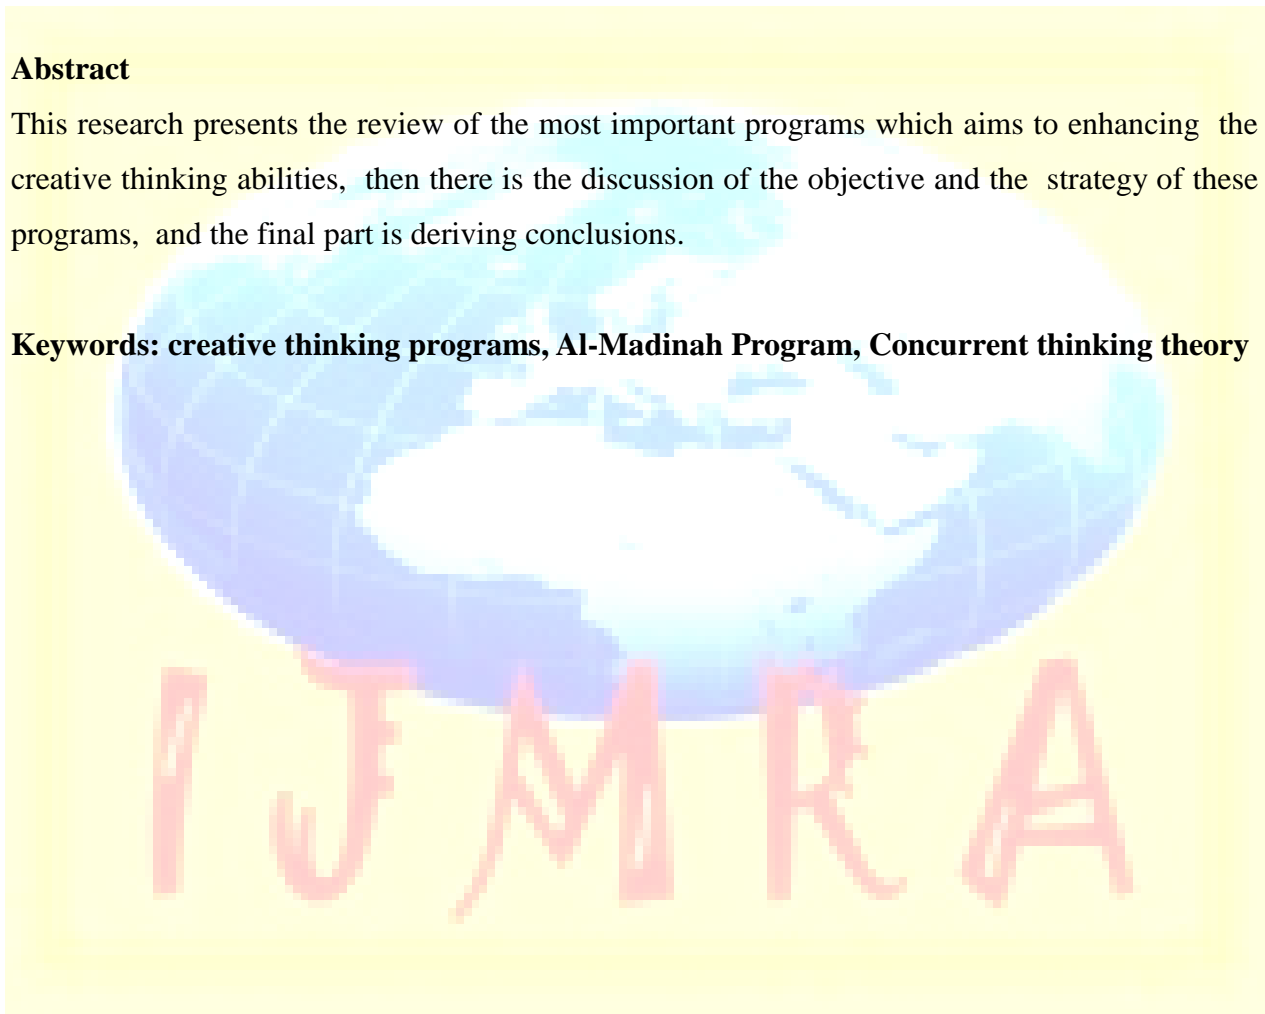 Abstract
This research presents the review of the most important programs which aims to enhancing the
creative thinking abilities, then there is the discussion of the objective and the strategy of these
programs, and the final part is deriving conclusions.
Keywords: creative thinking programs, Al-Madinah Program, Concurrent thinking theory
IJMRA